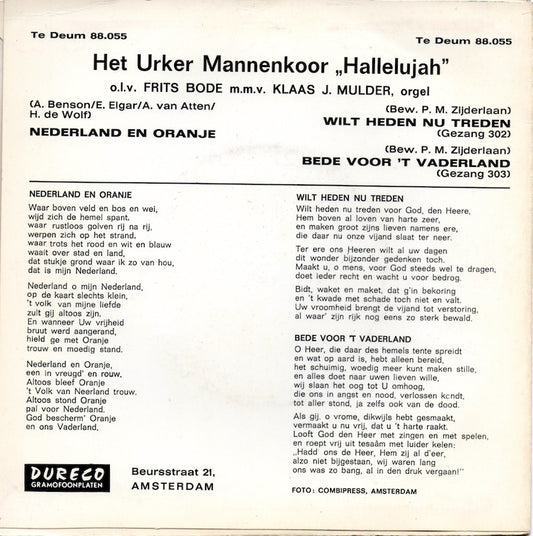 Te Deum 88.055
Te Deum 88.055
Het Urker Mannenkoor „Hallelujah”
o.l.v. FRITS BODE m.m.v. KLAAS J. MULDER, orgel
(A. Benson/E. Elgar/A. van Atten/
H. de Wolf)
NEDERLAND EN ORANJE
(Bew. P. M. Zijderlaan)
WILT HEDEN NU TREDEN
(Gezang 302)
(Bew. P. M. Zijderlaan)
BEDE VOOR 'T VADERLAND
(Gezang 303)
NEDERLAND EN ORANJE
Waar boven veld en bos en wei,
wijd zich de hemel spant.
waar rustloos golven rij na rij,
werpen zich op het strand.
waar trots het rood en wit en blauw
waait over stad en land,
dat stukje grond waar ik zo van hou,
dat is mijn Nederland.
Nederland o mijn Nederland,
op de kaart slechts klein,
't volk van mijne liefde
zult gij altoos zijn.
En wanneer Uw vrijheid
bruut werd aangerand,
hield ge met Oranje
trouw en moedig stand.
Nederland en Oranje,
een in vreugd' en rouw,
Altoos bleef Oranje
't Volk van Neerland trouw.
Altoos stond Oranje
pal voor Nederland.
God bescherm' Oranje
en ons Vaderland.
WILT HEDEN NU TREDEN
Wilt heden nu treden voor God, den Heere,
Hem boven al loven van harte zeer,
en maken groot zijns lieven namens ere,
die daar nu onze vijand slaat ter neer.
Ter ere ons Heeren wilt al uw dagen
dit wonder bijzonder gedenken toch.
Maakt u, o mens, voor God steeds wel te dragen,
doet ieder recht en wacht u voor bedrog.
Bidt, waket en maket, dat g'in bekoring
en 't kwade met schade toch niet en valt.
Uw vroomheid brengt de vijand tot verstoring,
al waar' zijn rijk nog eens zo sterk bewald.
BEDE VOOR 'T VADERLAND
O Heer, die daar des hemels tente spreidt
en wat op aard is, hebt alleen bereid,
het schuimig, woedig meer kunt maken stille,
en alles doet naar uwen lieven wille,
wij slaan het oog tot U omhoog,
die ons in angst en nood, verlossen kcndt,
tot aller stond, ja zelfs ook van de dood.
Als gij. o vrome, dikwijls hebt gesmaakt,
vermaakt u nu vrij, dat u 't harte raakt.
Looft God den Heer met zingen en met spelen,
en roept vrij uit tesaâm met luider kelen:
„Hadd' ons de Heer, Hem zij al d'eer,
alzo niet bijgestaan, wij waren lang
ons was zo bang, al in den druk vergaan!”
DURECO
GRAMOFOONPLATEN
Beursstraat 21,
AMSTERDAM
FOTO: COMBIPRESS, AMSTERDAM